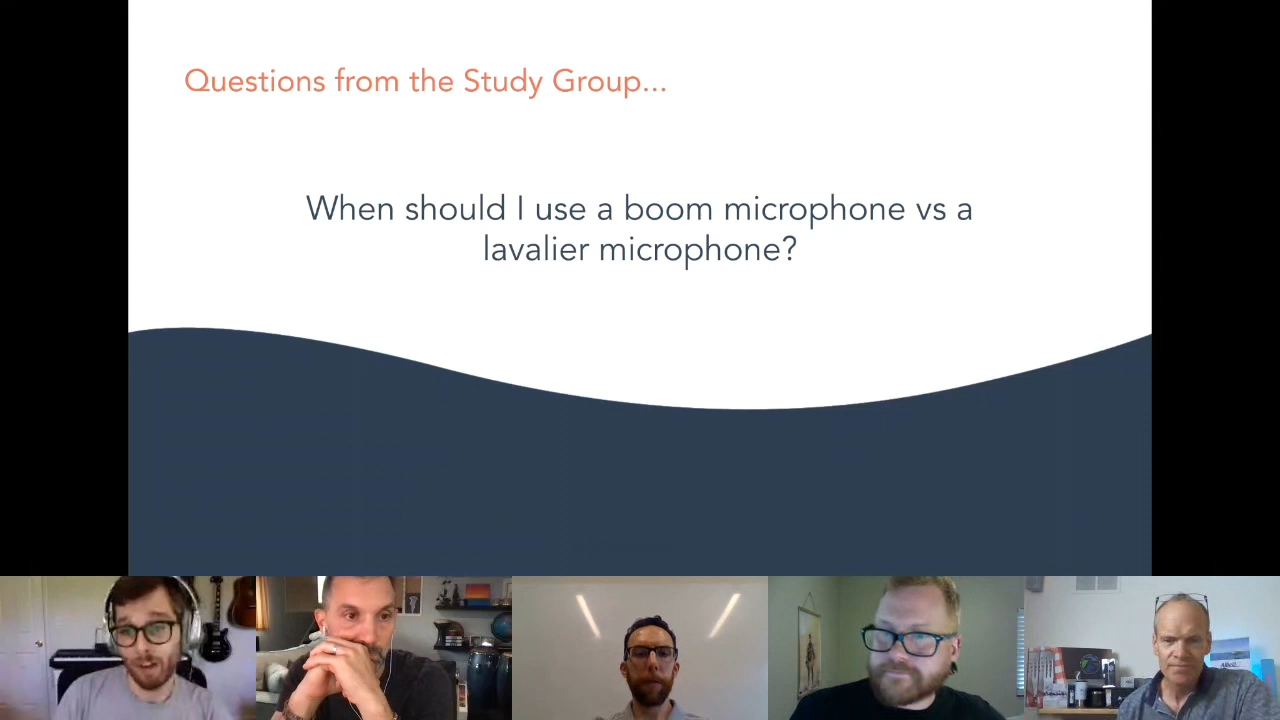 Questions from the Study Group...
When should I use a boom microphone vs a
lavalier microphone?